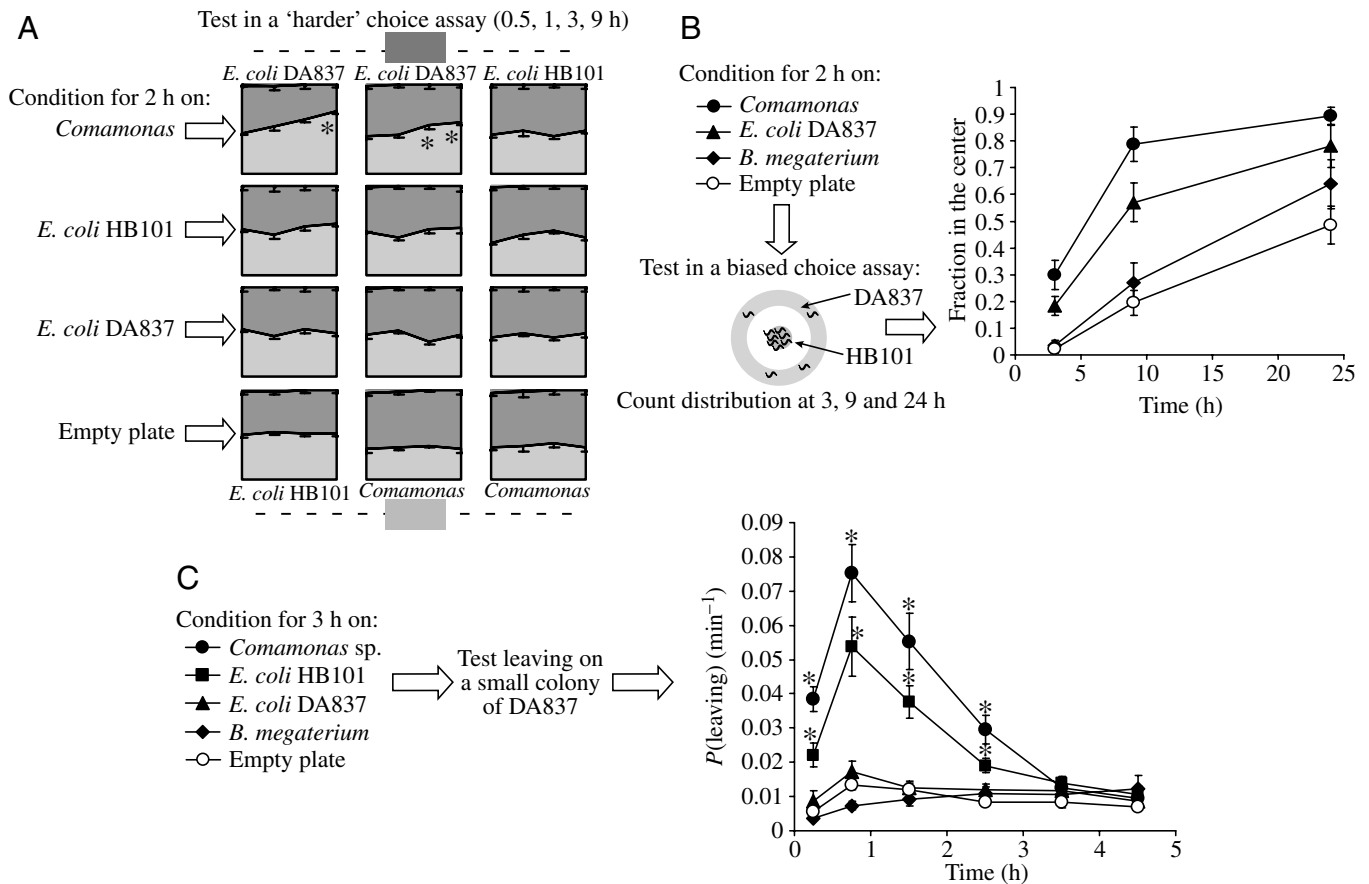 A
Test in a ‘harder’ choice assay (0.5, 1, 3, 9 h)
E. coli DA837 E. coli DA837 E. coli HB101
Condition for 2 h on:
Comamonas
*
* *
E. coli HB101
E. coli DA837
Empty plate
E. coli HB101 Comamonas Comamonas
B
Condition for 2 h on:
Comamonas
E. coli DA837
B. megaterium
Empty plate
Test in a biased choice assay:
DA837
HB101
Count distribution at 3, 9 and 24 h
Fraction in the center
1
0.9
0.8
0.7
0.6
0.5
0.4
0.3
0.2
0.1
0
0 5 10 15 20 25
Time (h)
C
Condition for 3 h on:
Comamonas sp.
E. coli HB101
E. coli DA837
B. megaterium
Empty plate
Test leaving on
a small colony
of DA837
P(leaving) (min−1)
0.09
0.08
0.07
0.06
0.05
0.04
0.03
0.02
0.01
0
* * * *
* * * *
0 1 2 3 4 5
Time (h)